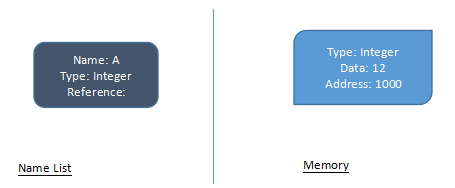 Name: A
Type: Integer
Reference:
Name List
Type: Integer
Data: 12
Address: 1000
Memory